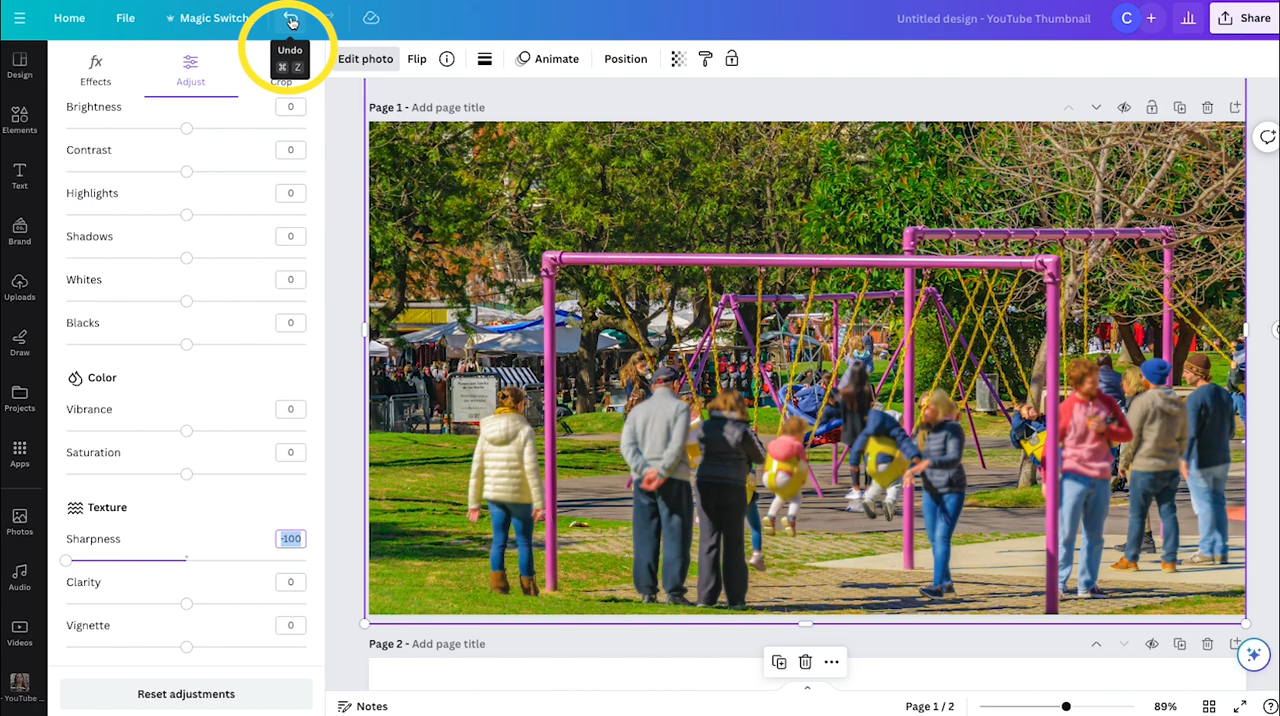 Home
File
Magic Switch
Untitled design - YouTube Thumbnail
C
Share
Undo
⌘ Z
Design
Elements
Text
Brand
Uploads
Draw
Projects
Apps
Photos
Audio
Videos
- YouTube ...
fx
Effects
Adjust
Crop
Edit photo
Flip
Animate
Position
Brightness
0
Contrast
0
Highlights
0
Shadows
0
Whites
0
Blacks
0
Color
Vibrance
0
Saturation
0
Texture
Sharpness
-100
Clarity
0
Vignette
0
Reset adjustments
Page 1 - Add page title
Page 2 - Add page title
Notes
Page 1 / 2
89%